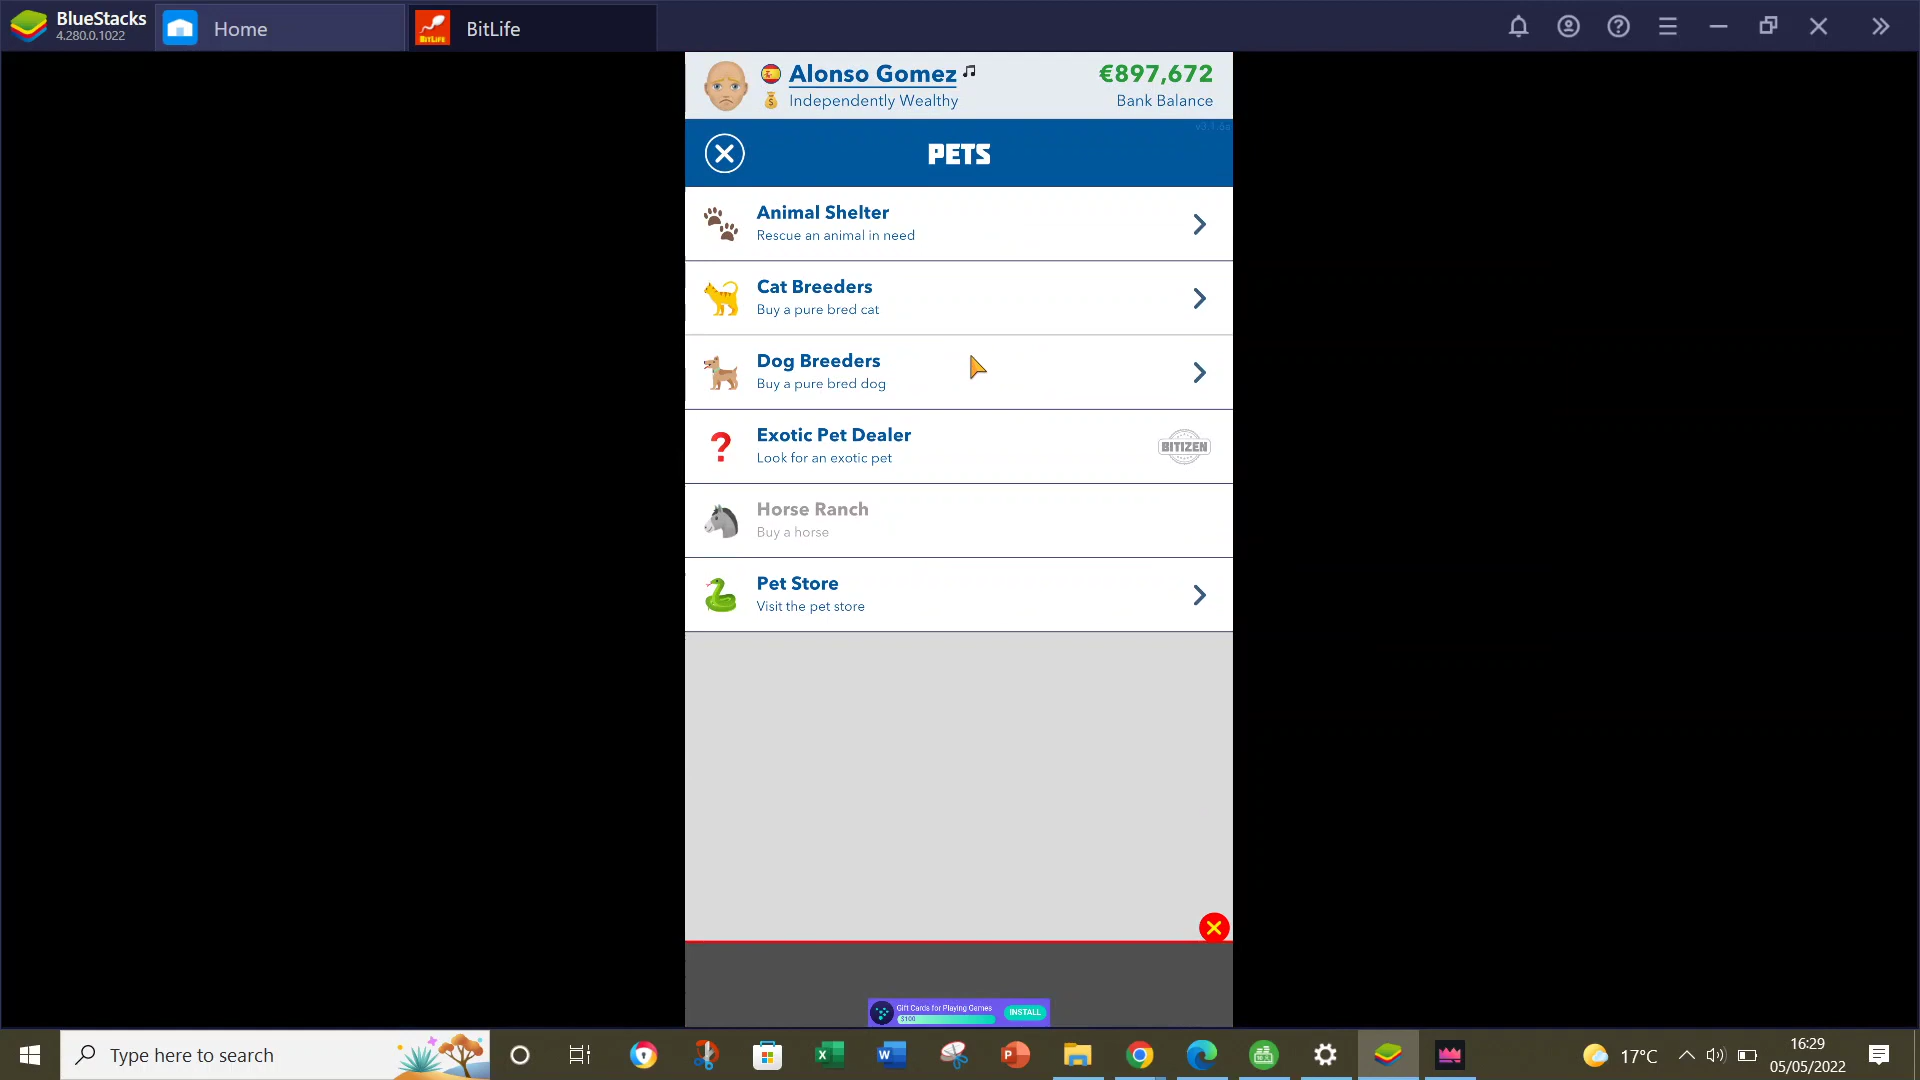 BlueStacks
4.280.0.1022
Home
BITLIFE
BitLife
Alonso Gomez
Independently Wealthy
€897,672
Bank Balance
PETS
Animal Shelter
Rescue an animal in need
Cat Breeders
Buy a pure bred cat
Dog Breeders
Buy a pure bred dog
Exotic Pet Dealer
Look for an exotic pet
BITIZEN
Horse Ranch
Buy a horse
Pet Store
Visit the pet store
Gift Cards for Playing Games
$100
INSTALL
Type here to search
17°C
16:29
05/05/2022